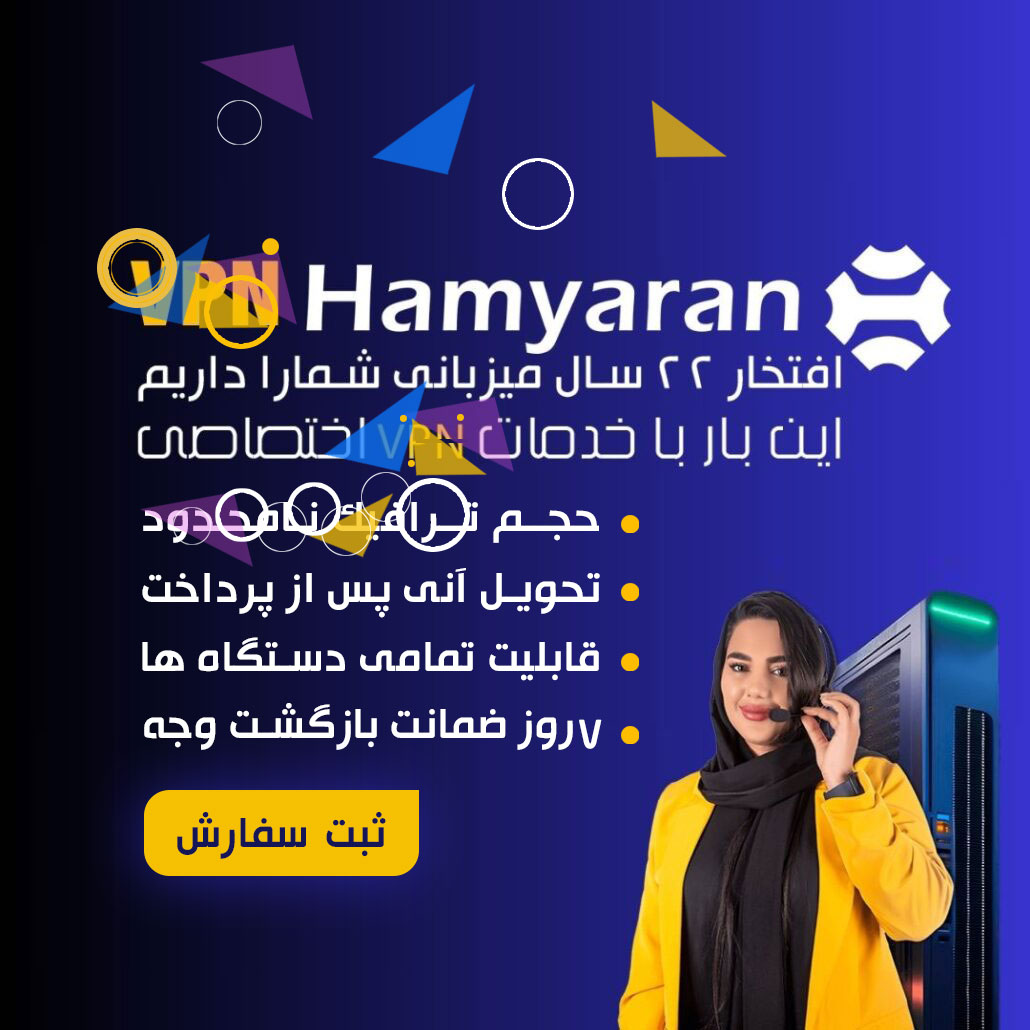 VPN Hamyaran
افتخار ۲۲ سال میزبانی شمارا داریم
این بار با خدمات VPN اختصاصی
حجم ترافیک نامحدود
تحویل آنی پس از پرداخت
قابلیت تمامی دستگاه ها
۷روز ضمانت بازگشت وجه
ثبت سفارش